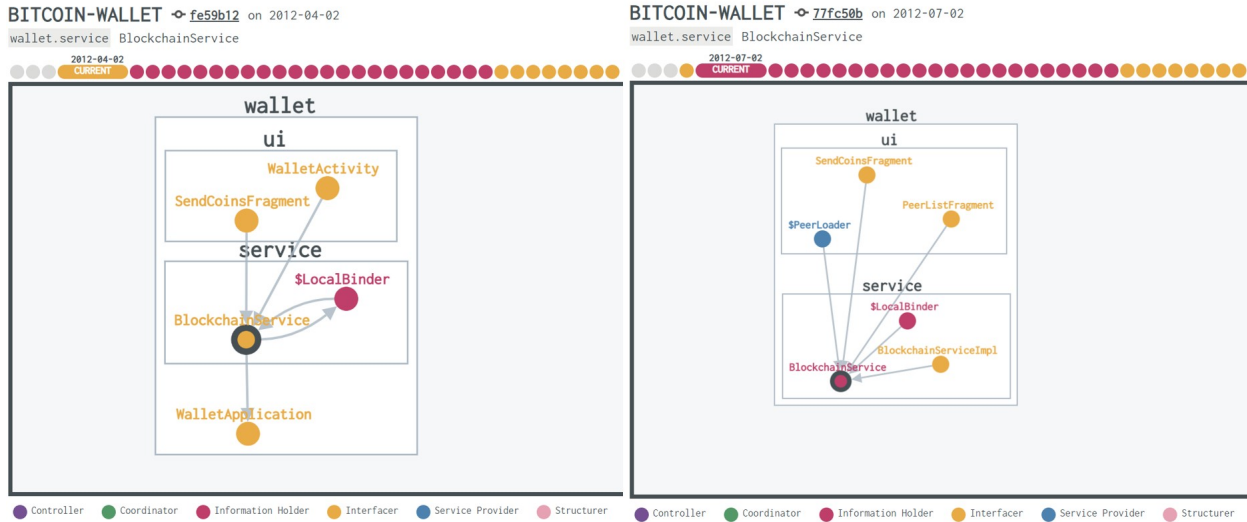 BITCOIN-WALLET fe59b12 on 2012-04-02
wallet.service BlockchainService
2012-04-02
CURRENT
wallet
ui
WalletActivity
SendCoinsFragment
service
$LocalBinder
BlockchainService
WalletApplication
Controller Coordinator Information Holder Interfacer Service Provider Structurer
BITCOIN-WALLET 77fc50b on 2012-07-02
wallet.service BlockchainService
2012-07-02
CURRENT
wallet
ui
SendCoinsFragment
PeerListFragment
$PeerLoader
service
$LocalBinder
BlockchainServiceImpl
BlockchainService
Controller Coordinator Information Holder Interfacer Service Provider Structurer